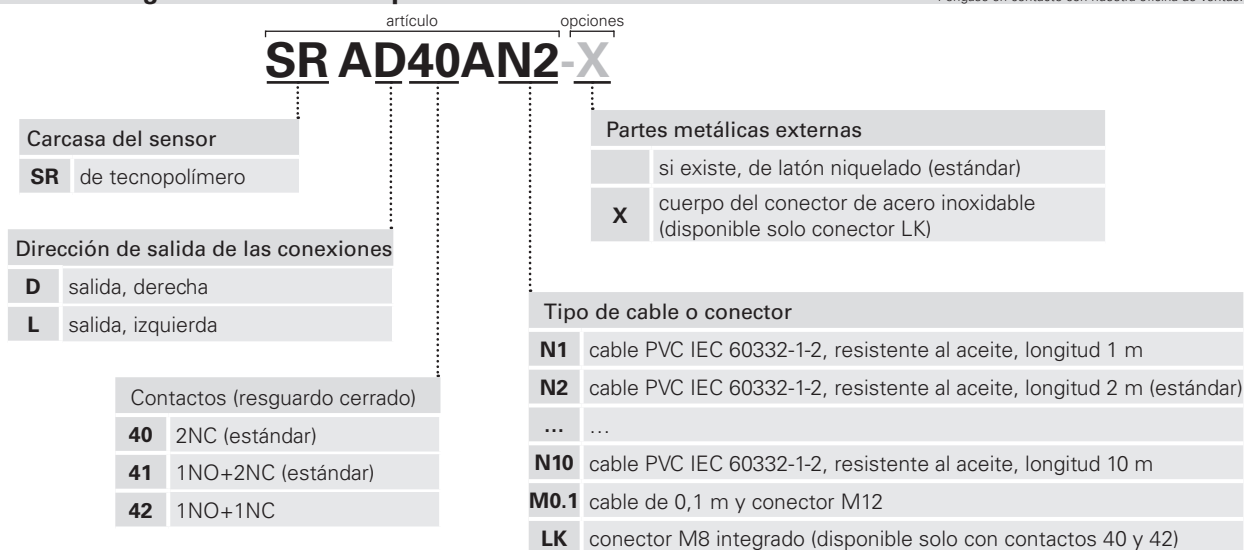 artículo opciones
SR AD40AN2-X
Carcasa del sensor
SR de tecnopolímero
Dirección de salida de las conexiones
D salida, derecha
L salida, izquierda
Contactos (resguardo cerrado)
40 2NC (estándar)
41 1NO+2NC (estándar)
42 1NO+1NC
Partes metálicas externas
si existe, de latón niquelado (estándar)
X cuerpo del conector de acero inoxidable
(disponible solo conector LK)
Tipo de cable o conector
N1 cable PVC IEC 60332-1-2, resistente al aceite, longitud 1 m
N2 cable PVC IEC 60332-1-2, resistente al aceite, longitud 2 m (estándar)
... ...
N10 cable PVC IEC 60332-1-2, resistente al aceite, longitud 10 m
M0.1 cable de 0,1 m y conector M12
LK conector M8 integrado (disponible solo con contactos 40 y 42)